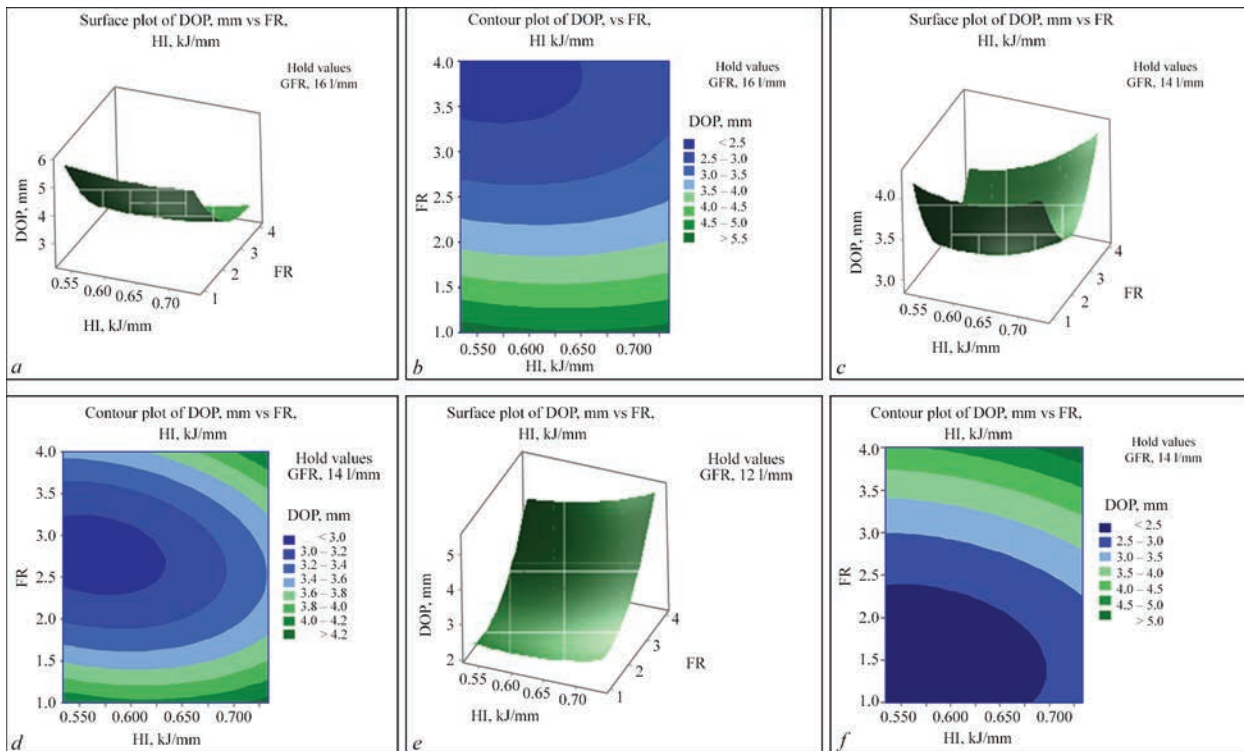 Surface plot of DOP, mm vs FR,
HI, kJ/mm
Hold values
GFR, 16 l/mm
DOP, mm
6
5
4
3
0.55
0.60
0.65
0.70
HI, kJ/mm
1
2
3
4
FR
a
Contour plot of DOP, vs FR,
HI, kJ/mm
Hold values
GFR, 16 l/mm
DOP, mm
< 2.5
2.5 – 3.0
3.0 – 3.5
3.5 – 4.0
4.0 – 4.5
4.5 – 5.0
> 5.5
FR
4.0
3.5
3.0
2.5
2.0
1.5
1.0
0.550 0.600 0.650 0.700
HI, kJ/mm
b
Surface plot of DOP, mm vs FR
HI, kJ/mm
Hold values
GFR, 14 l/mm
DOP, mm
4.0
3.5
3.0
0.55
0.60
0.65
0.70
HI, kJ/mm
1
2
3
4
FR
c
Contour plot of DOP, mm vs FR,
HI, kJ/mm
Hold values
GFR, 14 l/mm
DOP, mm
< 3.0
3.0 – 3.2
3.2 – 3.4
3.4 – 3.6
3.6 – 3.8
3.8 – 4.0
4.0 – 4.2
> 4.2
FR
4.0
3.5
3.0
2.5
2.0
1.5
1.0
0.550 0.600 0.650 0.700
HI, kJ/mm
d
Surface plot of DOP, mm vs FR,
HI, kJ/mm
Hold values
GFR, 12 l/mm
DOP, mm
5
4
3
2
0.55
0.60
0.65
0.70
HI, kJ/mm
1
2
3
4
FR
e
Contour plot of DOP, mm vs FR,
HI, kJ/mm
Hold values
GFR, 14 l/mm
DOP, mm
< 2.5
2.5 – 3.0
3.0 – 3.5
3.5 – 4.0
4.0 – 4.5
4.5 – 5.0
> 5.0
FR
4.0
3.5
3.0
2.5
2.0
1.5
1.0
0.550 0.600 0.650 0.700
HI, kJ/mm
f